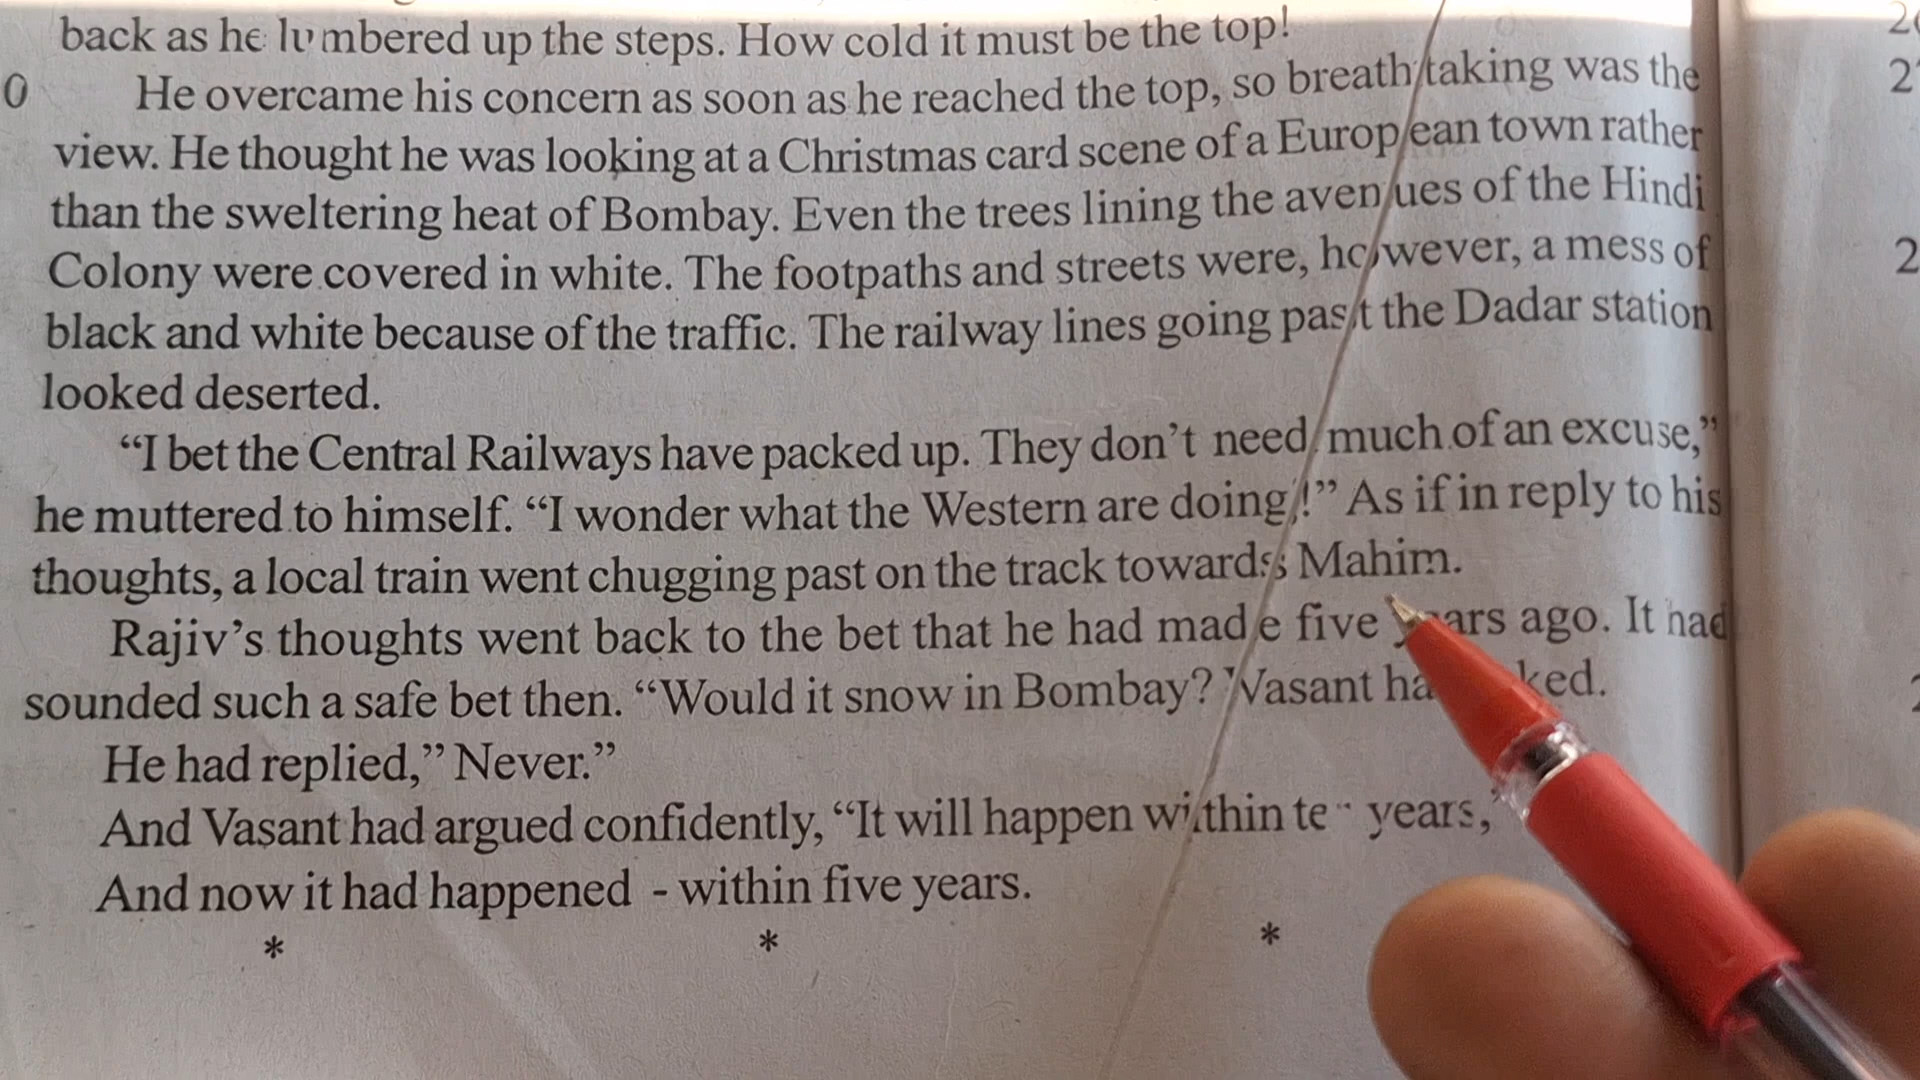 back as he lumbered up the steps. How cold it must be the top!
0 He overcame his concern as soon as he reached the top, so breathtaking was the
view. He thought he was looking at a Christmas card scene of a European town rather
than the sweltering heat of Bombay. Even the trees lining the avenues of the Hindi
Colony were covered in white. The footpaths and streets were, however, a mess of
black and white because of the traffic. The railway lines going past the Dadar station
looked deserted.
“I bet the Central Railways have packed up. They don’t need much of an excuse,”
he muttered to himself. “I wonder what the Western are doing!” As if in reply to his
thoughts, a local train went chugging past on the track towards Mahim.
Rajiv’s thoughts went back to the bet that he had made five years ago. It had
sounded such a safe bet then. “Would it snow in Bombay? Vasant
He had replied,” Never.”
And Vasant had argued confidently, “It will happen within years,
And now it had happened - within five years.
* * *